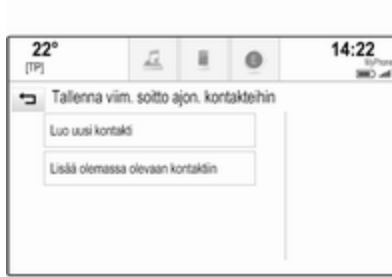 22°
14:22
[TP]
MyPhone
Tallenna viim. soitto ajon. kontakteihin
Luo uusi kontakti
Lisää olemassa olevaan kontaktiin